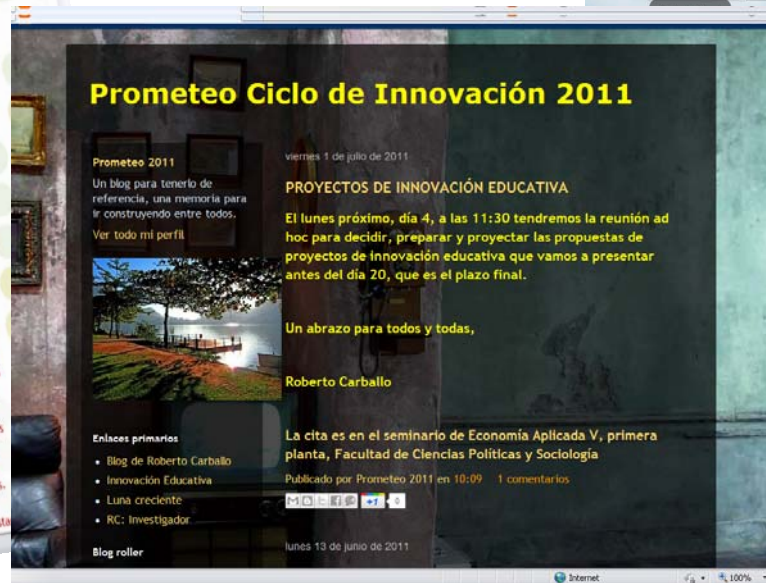 Prometeo Ciclo de Innovación 2011
Prometeo 2011
Un blog para tenerlo de
referencia, una memoria para
ir construyendo entre todos.
Ver todo mi perfil
Enlaces primarios
Blog de Roberto Carballo
Innovación Educativa
Luna creciente
RC: Investigador
Blog roller
viernes 1 de julio de 2011
PROYECTOS DE INNOVACIÓN EDUCATIVA
El lunes próximo, día 4, a las 11:30 tendremos la reunión ad
hoc para decidir, preparar y proyectar las propuestas de
proyectos de innovación educativa que vamos a presentar
antes del día 20, que es el plazo final.
Un abrazo para todos y todas,
Roberto Carballo
La cita es en el seminario de Economía Aplicada V, primera
planta, Facultad de Ciencias Políticas y Sociología
Publicado por Prometeo 2011 en 10:09 1 comentarios
+1 0
lunes 13 de junio de 2011
Internet 100%